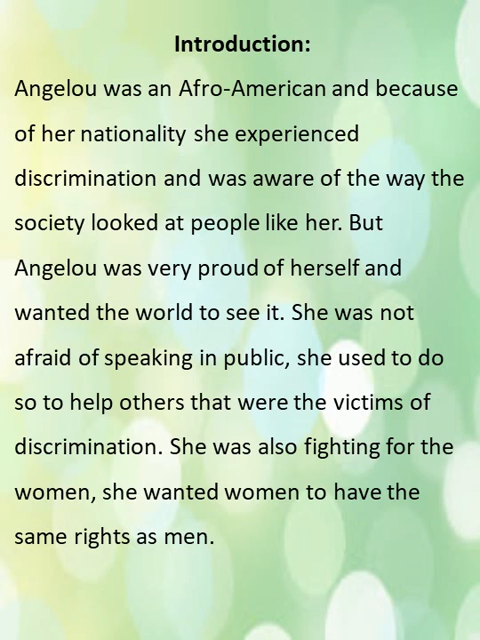 Introduction:
Angelou was an Afro-American and because
of her nationality she experienced
discrimination and was aware of the way the
society looked at people like her. But
Angelou was very proud of herself and
wanted the world to see it. She was not
afraid of speaking in public, she used to do
so to help others that were the victims of
discrimination. She was also fighting for the
women, she wanted women to have the
same rights as men.